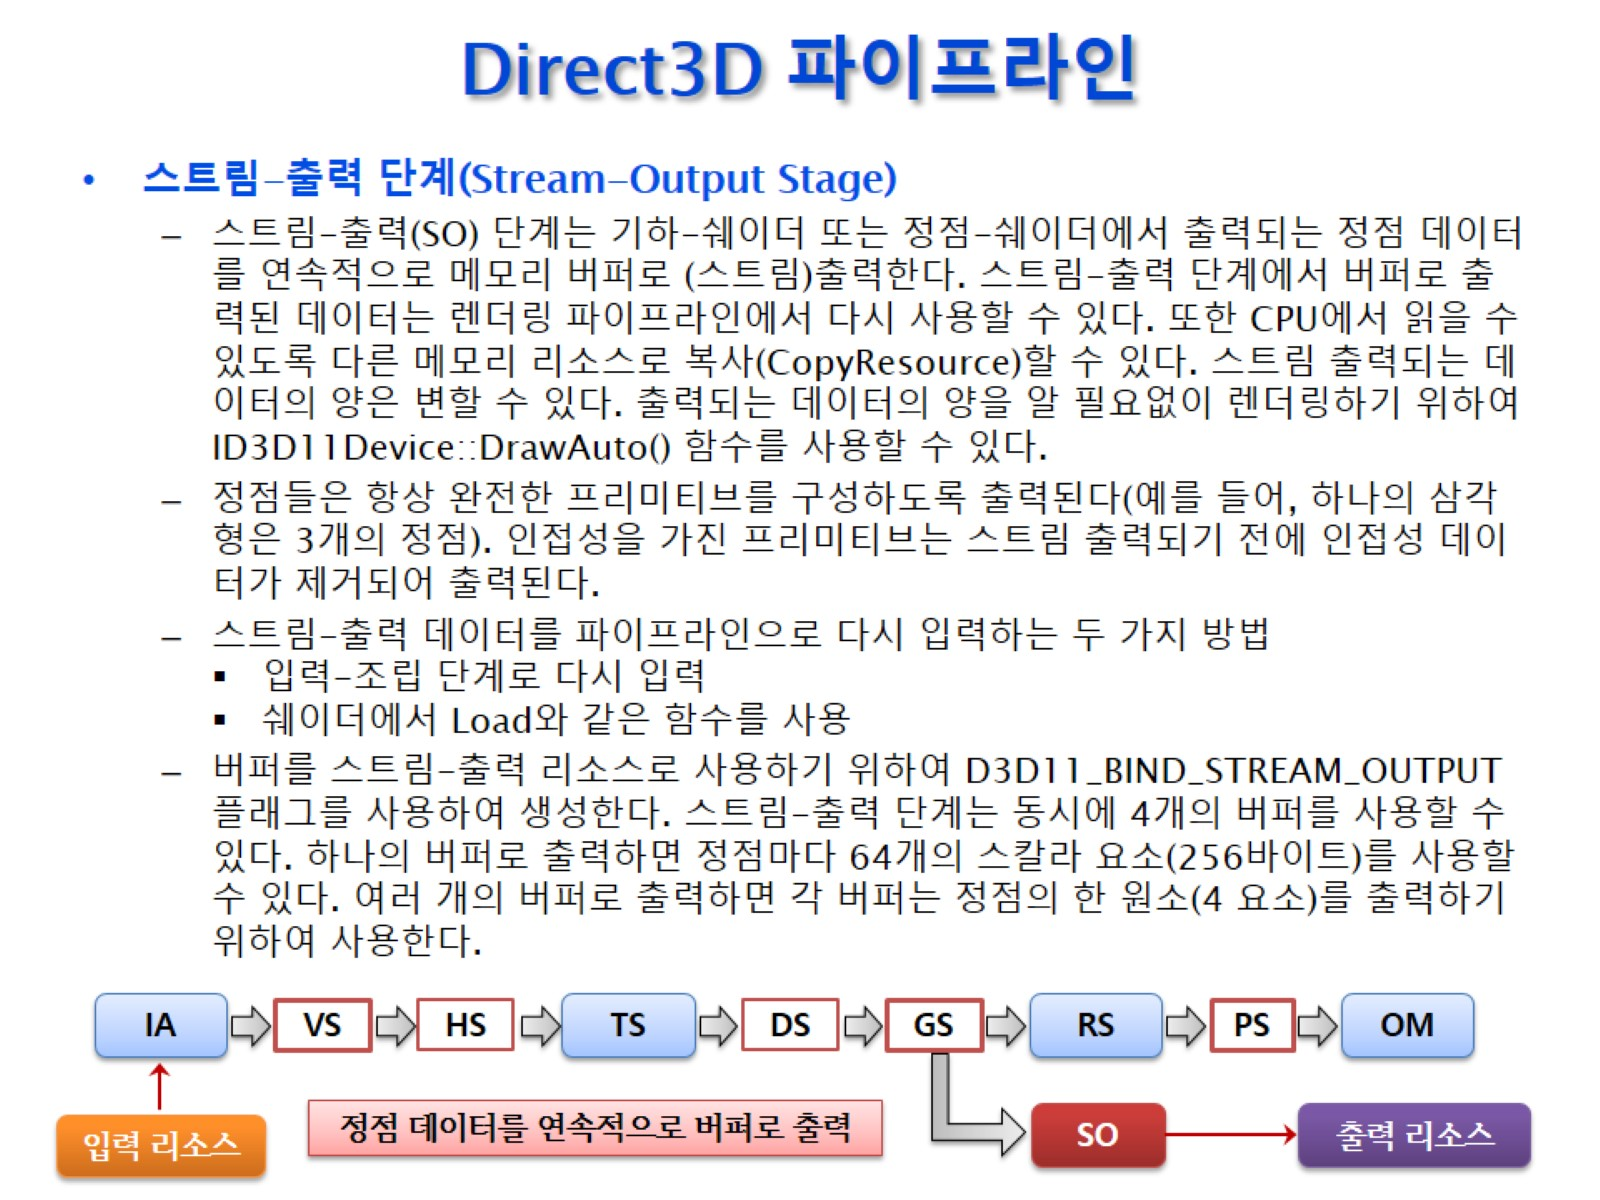 Direct3D 파이프라인
• 스트림-출력 단계(Stream-Output Stage)
– 스트림-출력(SO) 단계는 기하-쉐이더 또는 정점-쉐이더에서 출력되는 정점 데이터
를 연속적으로 메모리 버퍼로 (스트림)출력한다. 스트림-출력 단계에서 버퍼로 출
력된 데이터는 렌더링 파이프라인에서 다시 사용할 수 있다. 또한 CPU에서 읽을 수
있도록 다른 메모리 리소스로 복사(CopyResource)할 수 있다. 스트림 출력되는 데
이터의 양은 변할 수 있다. 출력되는 데이터의 양을 알 필요없이 렌더링하기 위하여
ID3D11Device::DrawAuto() 함수를 사용할 수 있다.
– 정점들은 항상 완전한 프리미티브를 구성하도록 출력된다(예를 들어, 하나의 삼각
형은 3개의 정점). 인접성을 가진 프리미티브는 스트림 출력되기 전에 인접성 데이
터가 제거되어 출력된다.
– 스트림-출력 데이터를 파이프라인으로 다시 입력하는 두 가지 방법
▪ 입력-조립 단계로 다시 입력
▪ 쉐이더에서 Load와 같은 함수를 사용
– 버퍼를 스트림-출력 리소스로 사용하기 위하여 D3D11_BIND_STREAM_OUTPUT
플래그를 사용하여 생성한다. 스트림-출력 단계는 동시에 4개의 버퍼를 사용할 수
있다. 하나의 버퍼로 출력하면 정점마다 64개의 스칼라 요소(256바이트)를 사용할
수 있다. 여러 개의 버퍼로 출력하면 각 버퍼는 정점의 한 원소(4 요소)를 출력하기
위하여 사용한다.
IA VS HS TS DS GS RS PS OM
입력 리소스 정점 데이터를 연속적으로 버퍼로 출력 SO 출력 리소스